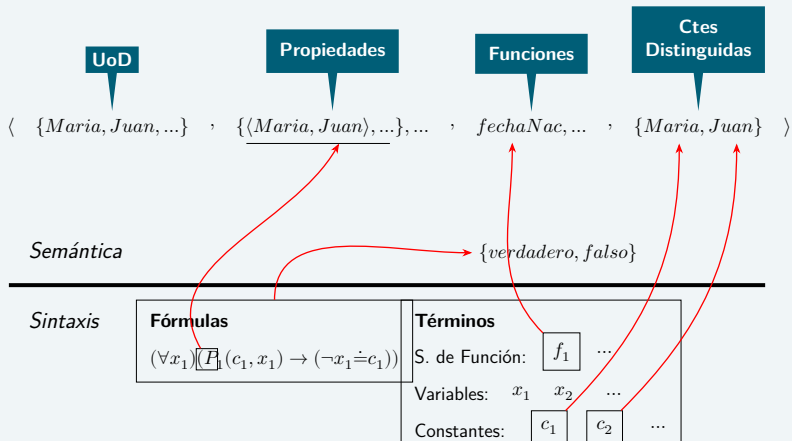 UoD Propiedades Funciones Ctes Distinguidas
⟨ {Maria, Juan, ...} , {⟨Maria, Juan⟩, ...}, ... , fechaNac, ... , {Maria, Juan} ⟩
Semántica {verdadero, falso}
Sintaxis
Fórmulas
(∀x₁)(P₁(c₁, x₁) → (¬x₁≐c₁))
Términos
S. de Función: f₁ ...
Variables: x₁ x₂ ...
Constantes: c₁ c₂ ...